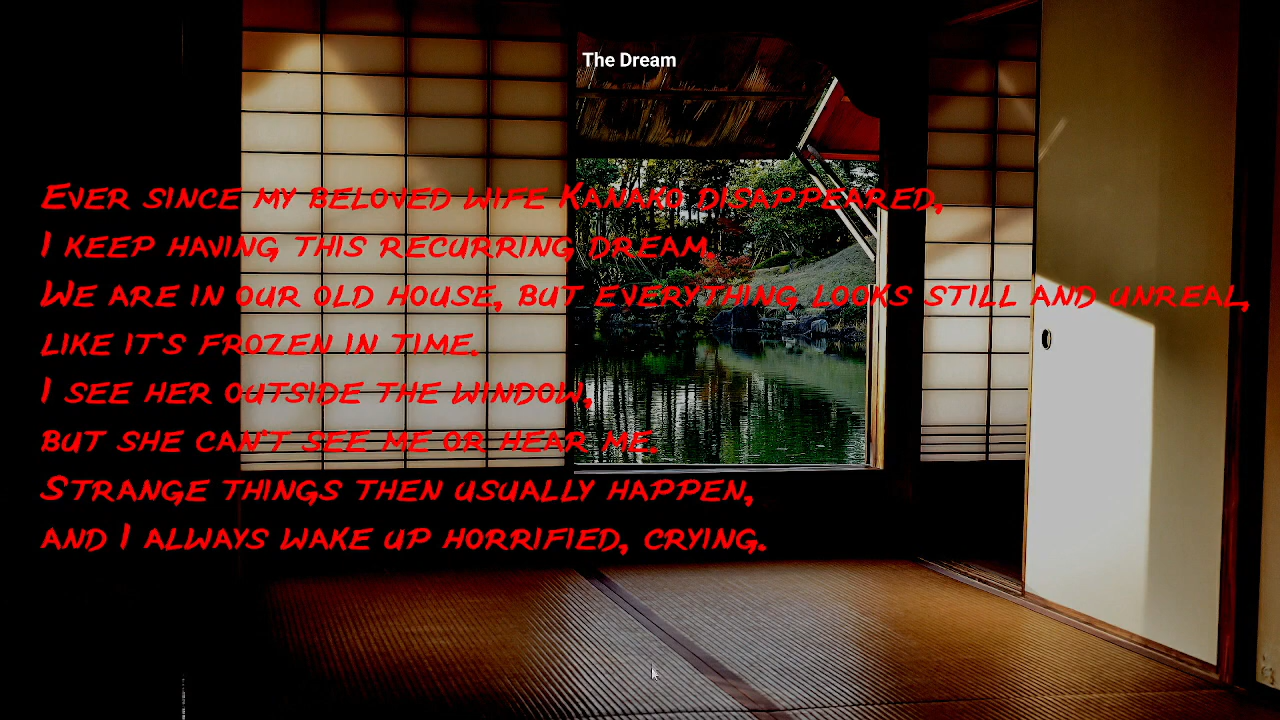 The Dream
Ever since my beloved wife Kanako disappeared,
I keep having this recurring dream.
We are in our old house, but everything looks still and unreal,
like it's frozen in time.
I see her outside the window,
but she can't see me or hear me.
Strange things then usually happen,
and I always wake up horrified, crying.